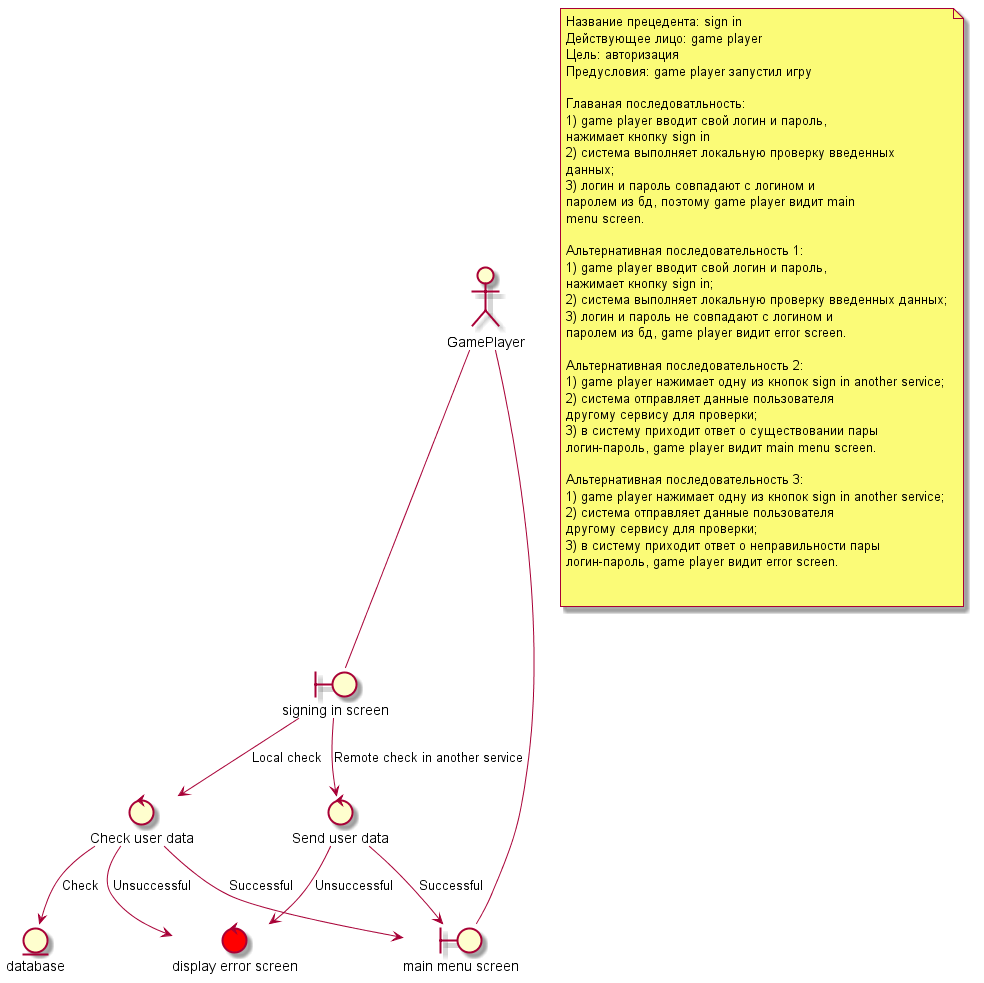 Название прецедента: sign in
Действующее лицо: game player
Цель: авторизация
Предусловия: game player запустил игру
Главаная последоватльность:
1) game player вводит свой логин и пароль,
нажимает кнопку sign in
2) система выполняет локальную проверку введенных
данных;
3) логин и пароль совпадают с логином и
паролем из бд, поэтому game player видит main
menu screen.
Альтернативная последовательность 1:
1) game player вводит свой логин и пароль,
нажимает кнопку sign in;
2) система выполняет локальную проверку введенных данных;
3) логин и пароль не совпадают с логином и
паролем из бд, game player видит error screen.
Альтернативная последовательность 2:
1) game player нажимает одну из кнопок sign in another service;
2) система отправляет данные пользователя
другому сервису для проверки;
3) в систему приходит ответ о существовании пары
логин-пароль, game player видит main menu screen.
Альтернативная последовательность 3:
1) game player нажимает одну из кнопок sign in another service;
2) система отправляет данные пользователя
другому сервису для проверки;
3) в систему приходит ответ о неправильности пары
логин-пароль, game player видит error screen.
GamePlayer
signing in screen
Local check
Remote check in another service
Check user data
Send user data
Check
Unsuccessful
Successful
Unsuccessful
Successful
database
display error screen
main menu screen